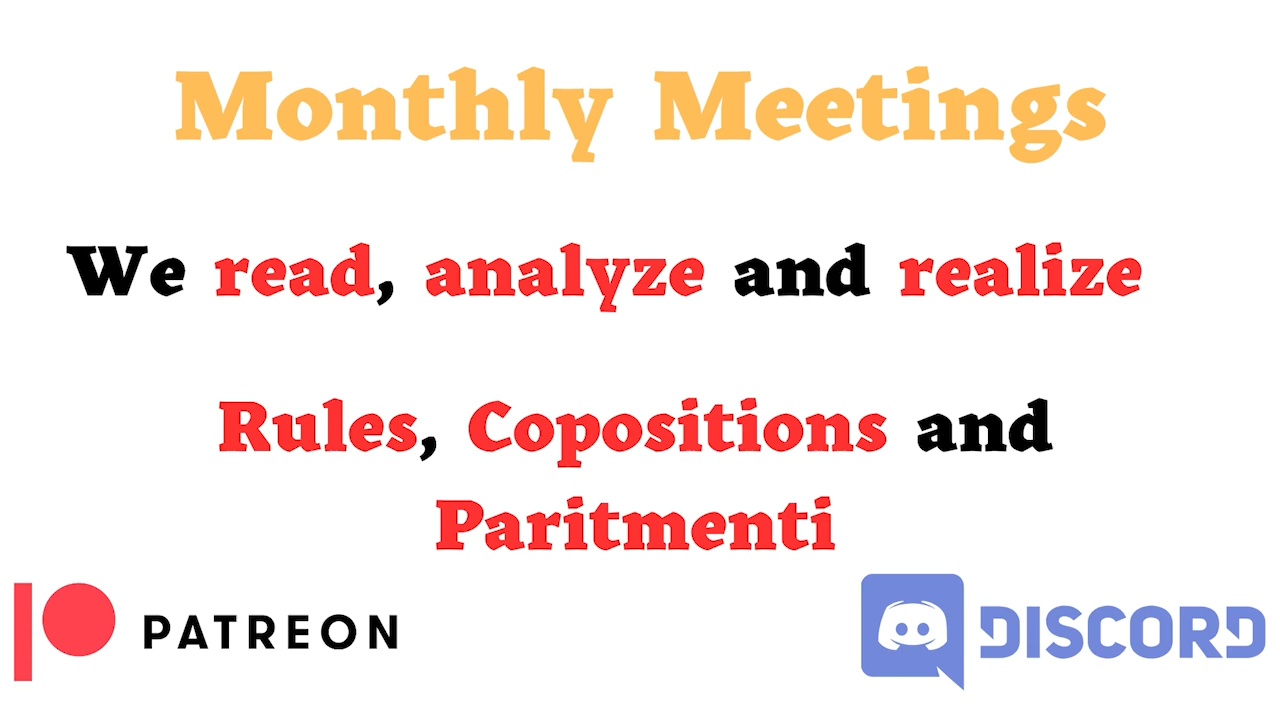 Monthly Meetings
We read, analyze and realize
Rules, Copositions and
Paritmenti
PATREON
DISCORD